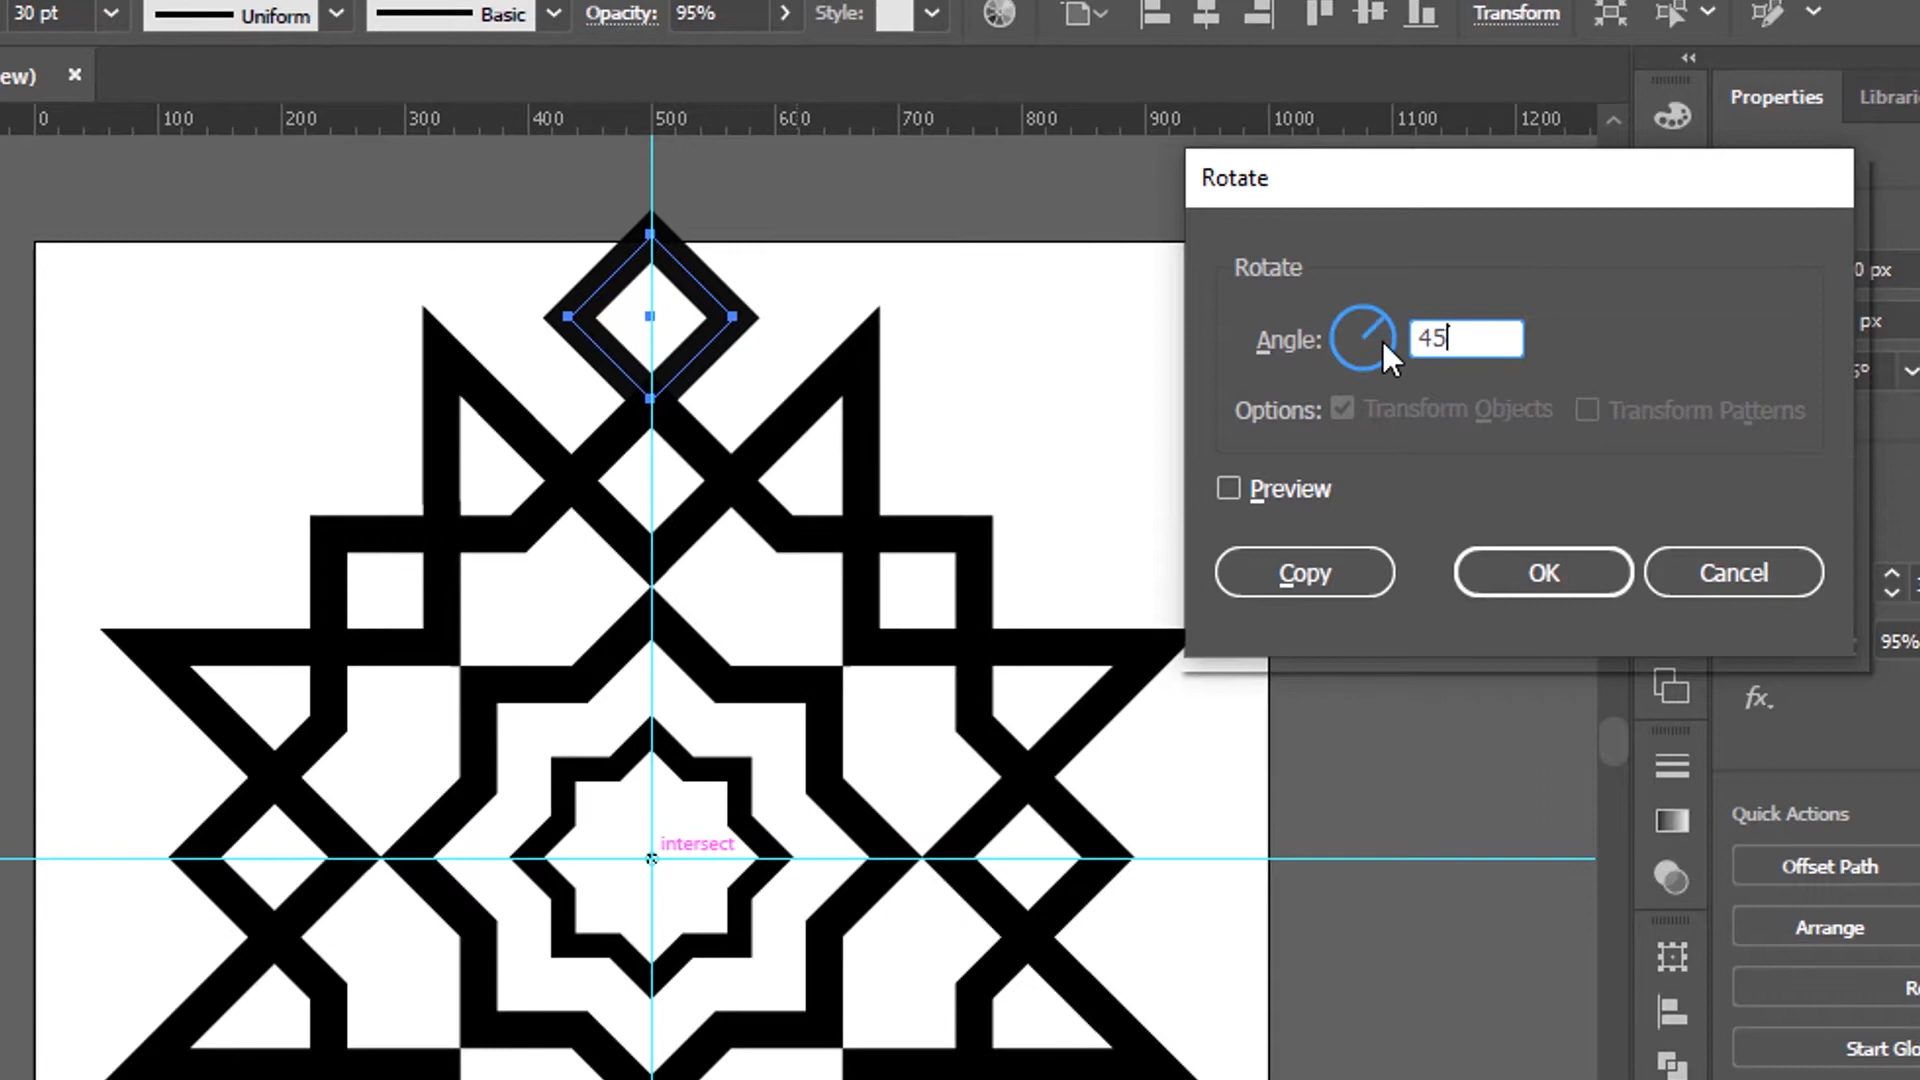 30 pt Uniform Basic Opacity: 95% Style: Transform
ew) ×
Properties Librari
0 100 200 300 400 500 600 700 800 900 1000 1100 1200
Rotate
Rotate
0 px
Angle: 45
px
5°
Options: Transform Objects Transform Patterns
Preview
Copy OK Cancel
95%
fx.
Quick Actions
intersect
Offset Path
Arrange
Re
Start Glo